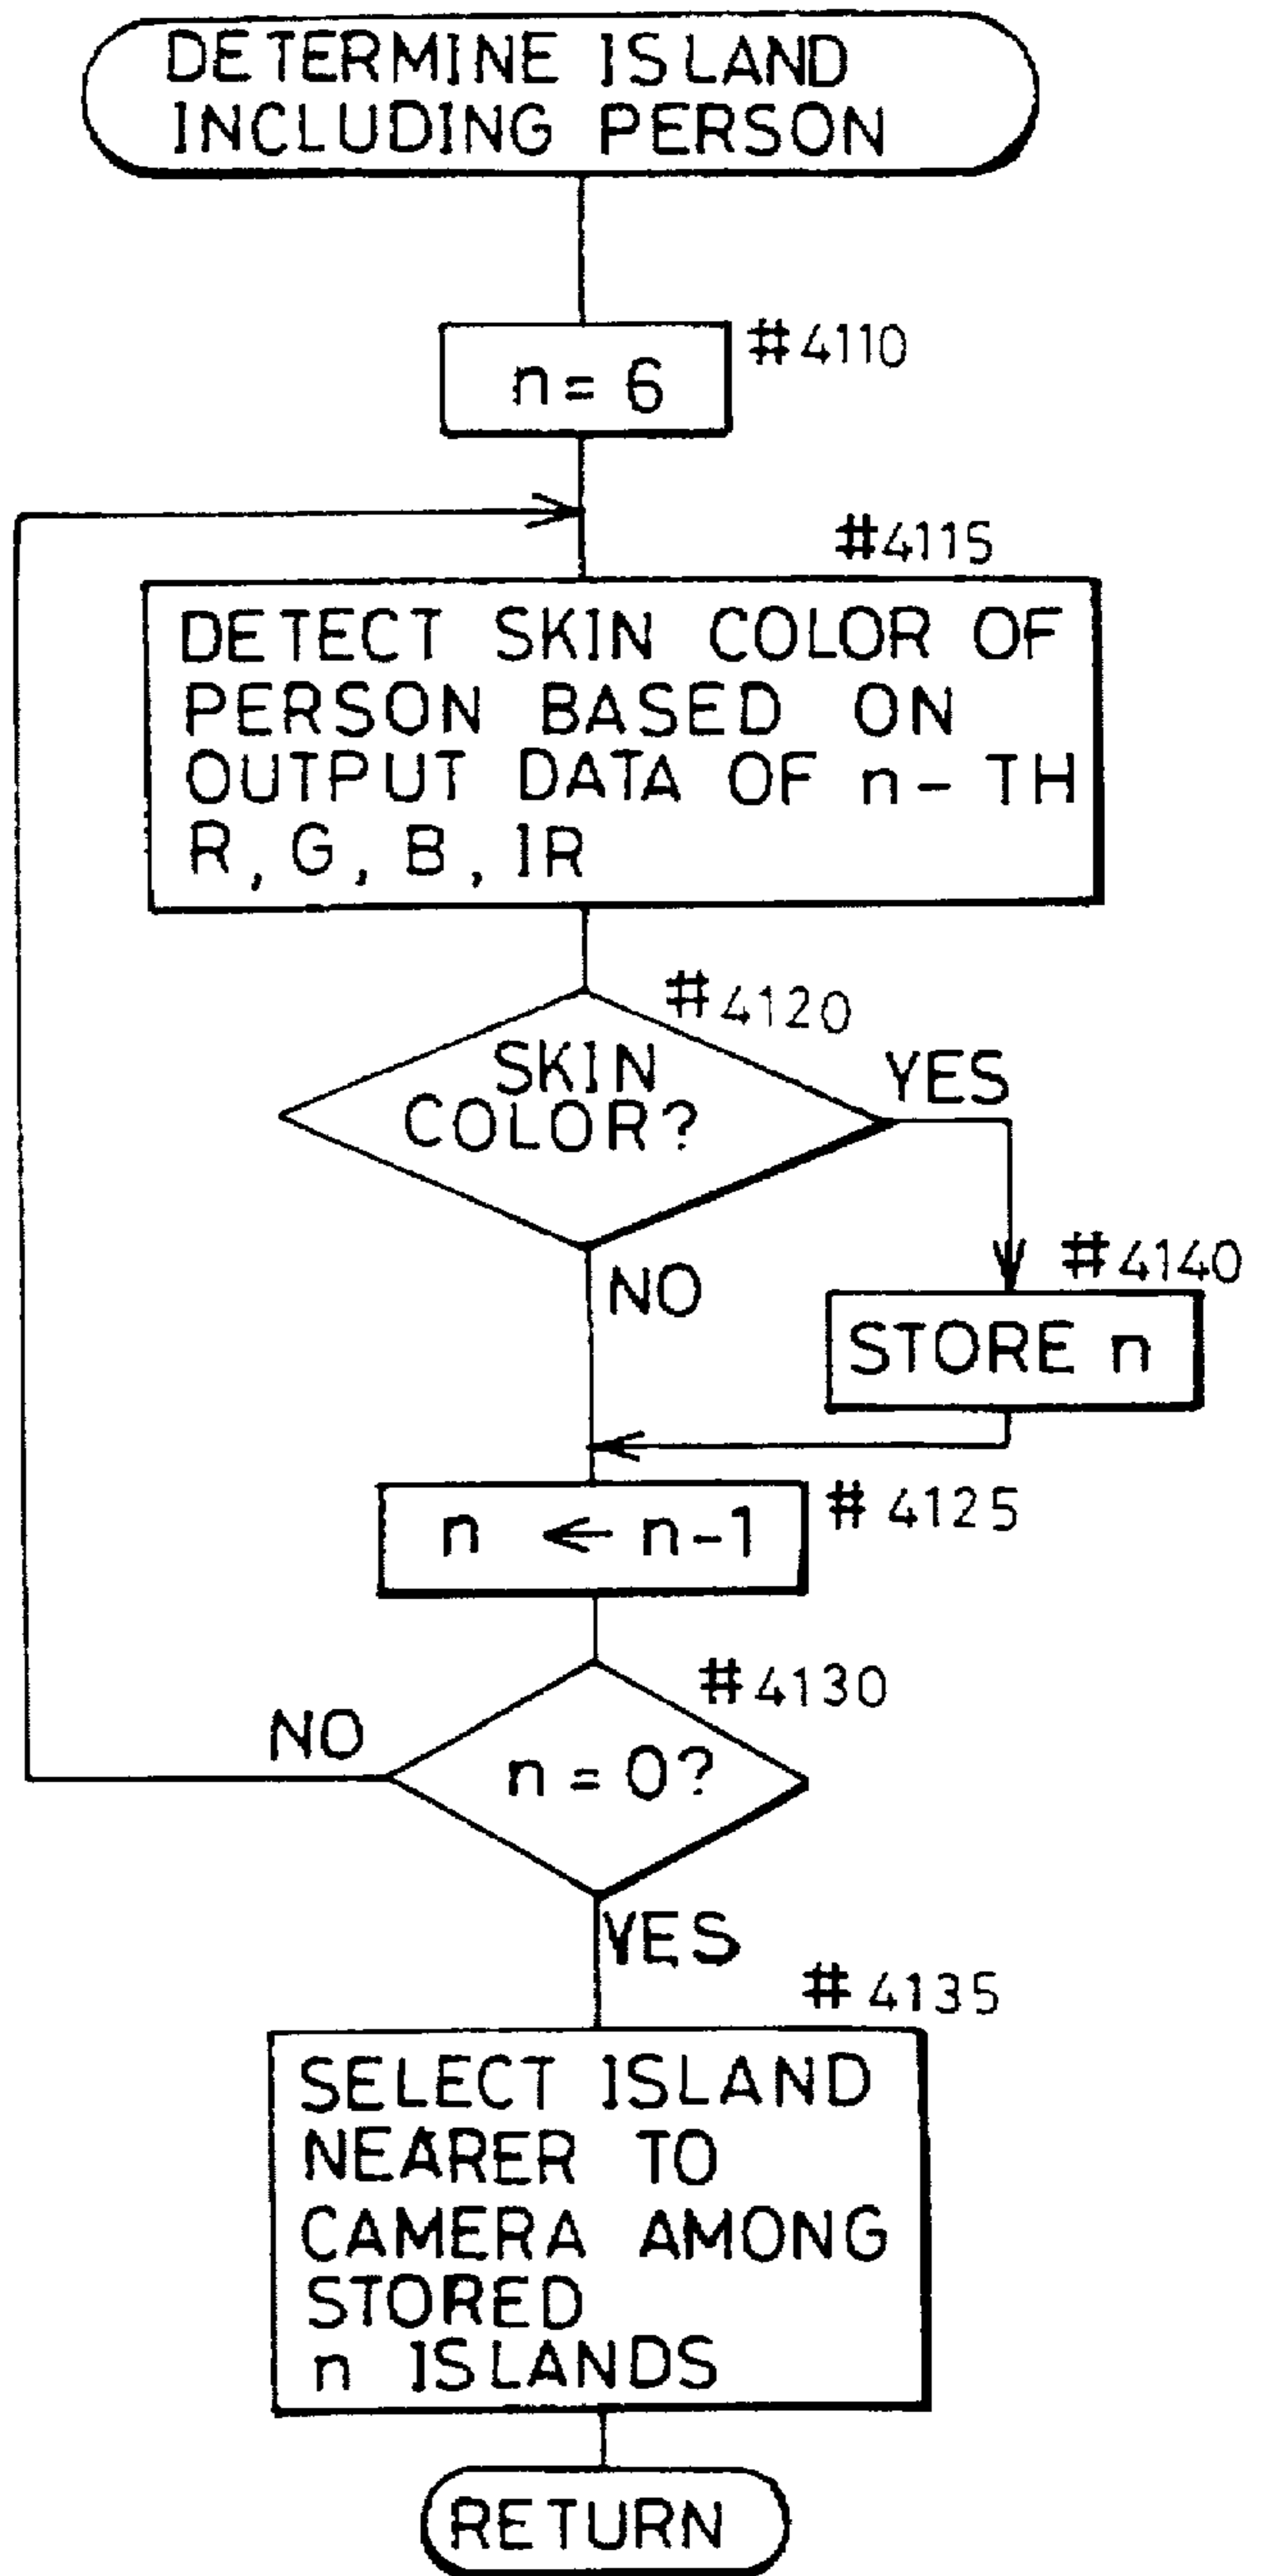 DETERMINE ISLAND
INCLUDING PERSON
#4110
n = 6
#4115
DETECT SKIN COLOR OF
PERSON BASED ON
OUTPUT DATA OF n-TH
R, G, B, IR
#4120
SKIN
COLOR?
YES
NO
#4140
STORE n
#4125
n ← n-1
#4130
n = 0?
NO
YES
#4135
SELECT ISLAND
NEARER TO
CAMERA AMONG
STORED
n ISLANDS
RETURN